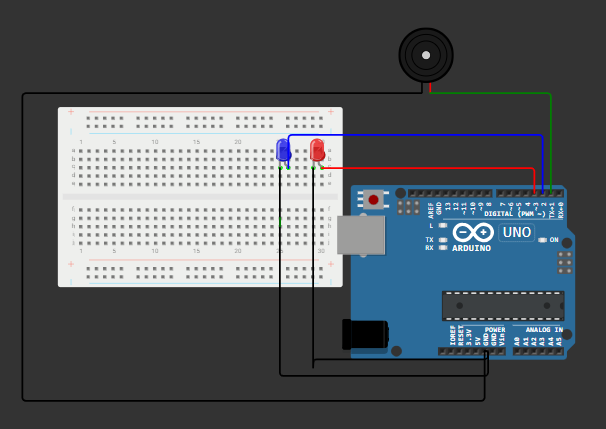 + +
- -
1 5 10 15 20 25 30
a a
b b
c c
d d
e e
f f
g g
h h
i i
j j
1 5 10 15 20 25 30
+ +
- -
AREF
GND
13
12
~11
~10
~9
8
7
~6
~5
4
~3
2
TX→1
RX←0
DIGITAL (PWM ~)
L
TX
RX
UNO
ON
ARDUINO
IOREF
RESET
3.3V
5V
GND
GND
Vin
POWER
ANALOG IN
A0
A1
A2
A3
A4
A5